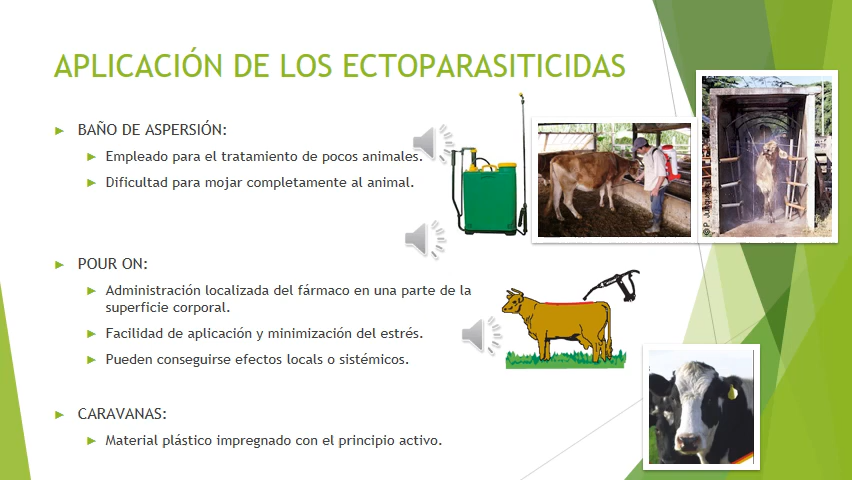 APLICACIÓN DE LOS ECTOPARASITICIDAS
BAÑO DE ASPERSIÓN:
Empleado para el tratamiento de pocos animales.
Dificultad para mojar completamente al animal.
POUR ON:
Administración localizada del fármaco en una parte de la
superficie corporal.
Facilidad de aplicación y minimización del estrés.
Pueden conseguirse efectos locals o sistémicos.
CARAVANAS:
Material plástico impregnado con el principio activo.